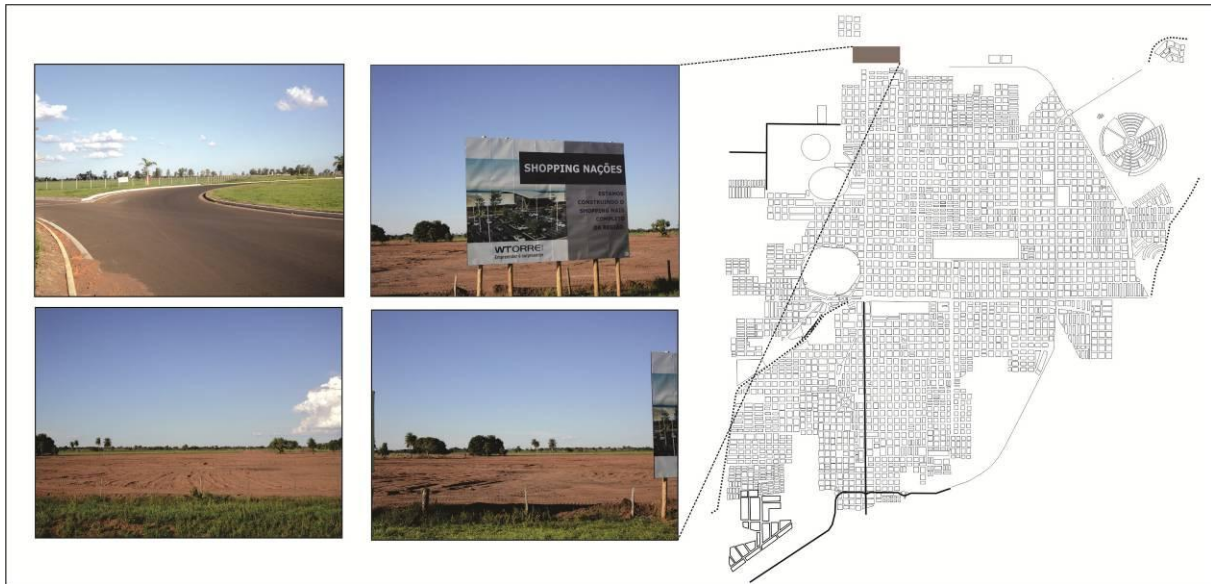 SHOPPING NAÇÕES
ESTAMOS
CONSTRUINDO O
SHOPPING MAIS
COMPLETO
DA REGIÃO
WTORRE